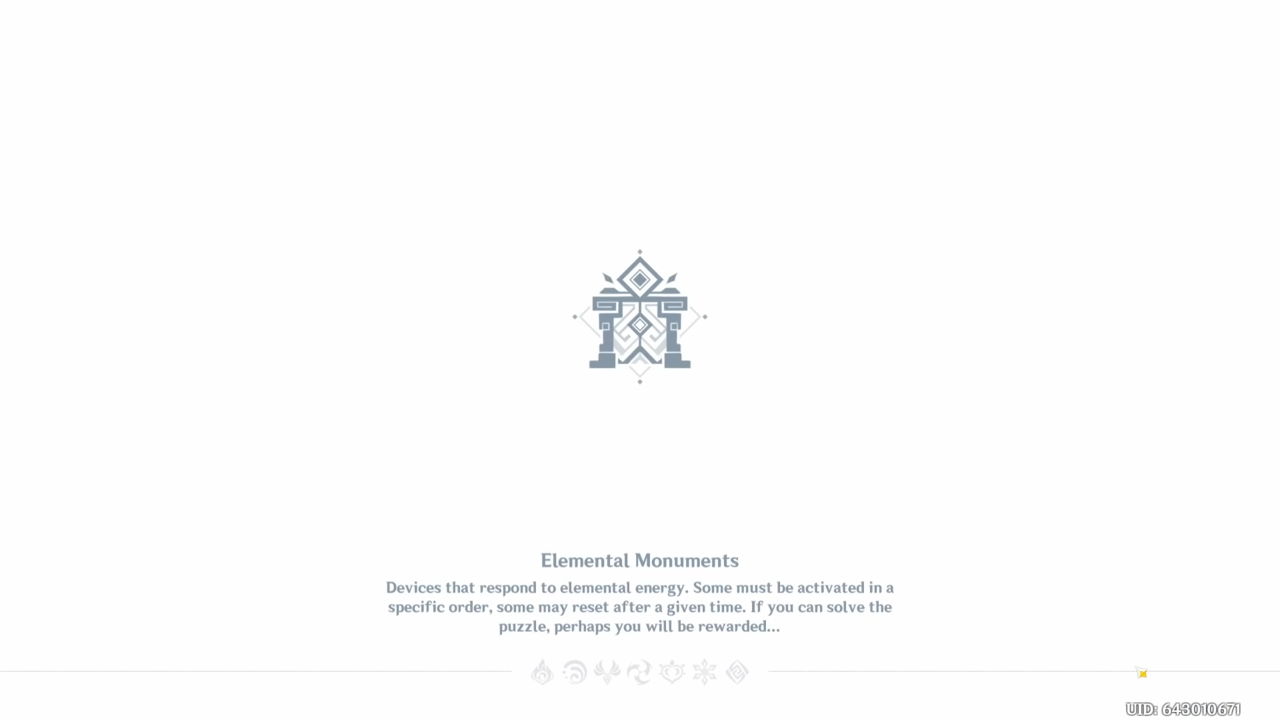 Elemental Monuments
Devices that respond to elemental energy. Some must be activated in a
specific order, some may reset after a given time. If you can solve the
puzzle, perhaps you will be rewarded...
UID: 643010671